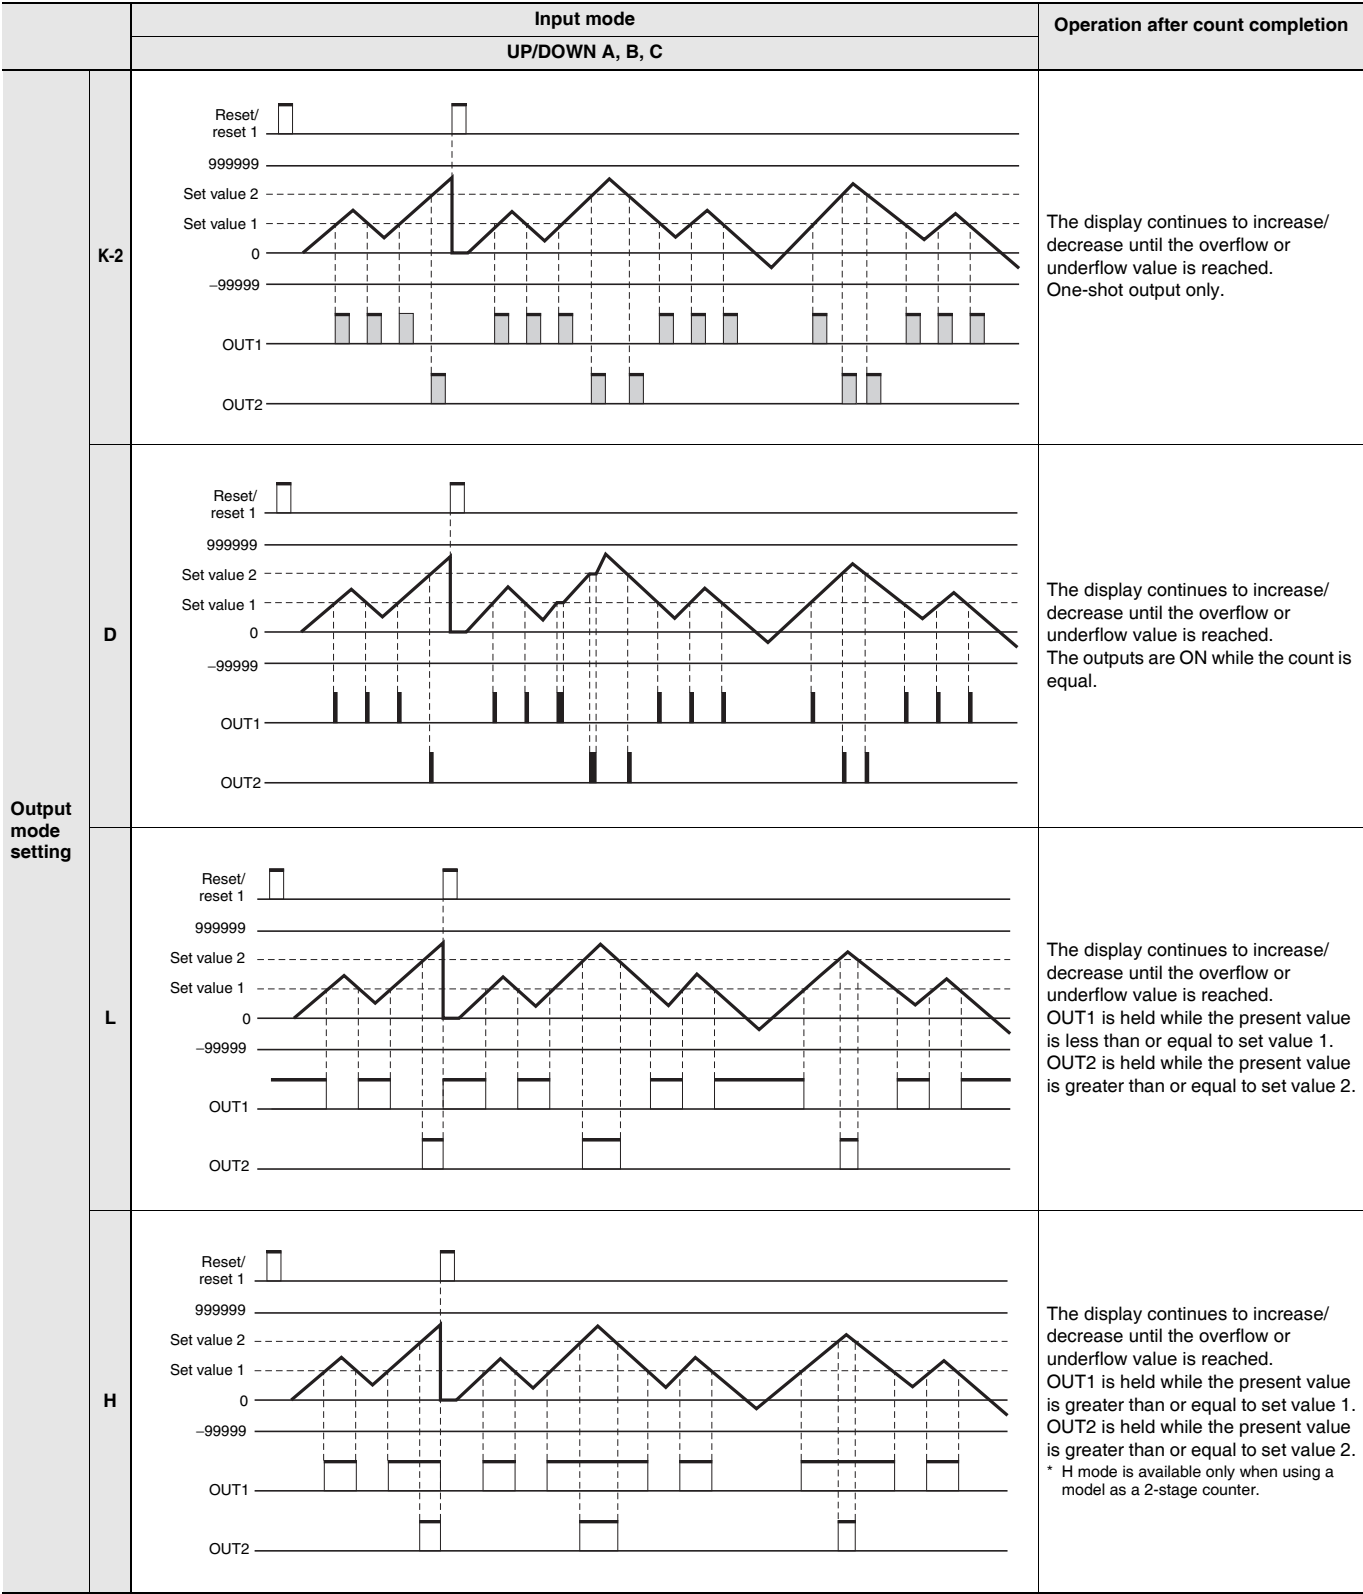 Input mode
Operation after count completion
UP/DOWN A, B, C
Output
mode
setting
K-2
Reset/
reset 1
999999
Set value 2
Set value 1
0
−99999
OUT1
OUT2
The display continues to increase/
decrease until the overflow or
underflow value is reached.
One-shot output only.
D
Reset/
reset 1
999999
Set value 2
Set value 1
0
−99999
OUT1
OUT2
The display continues to increase/
decrease until the overflow or
underflow value is reached.
The outputs are ON while the count is
equal.
L
Reset/
reset 1
999999
Set value 2
Set value 1
0
−99999
OUT1
OUT2
The display continues to increase/
decrease until the overflow or
underflow value is reached.
OUT1 is held while the present value
is less than or equal to set value 1.
OUT2 is held while the present value
is greater than or equal to set value 2.
H
Reset/
reset 1
999999
Set value 2
Set value 1
0
−99999
OUT1
OUT2
The display continues to increase/
decrease until the overflow or
underflow value is reached.
OUT1 is held while the present value
is greater than or equal to set value 1.
OUT2 is held while the present value
is greater than or equal to set value 2.
* H mode is available only when using a
model as a 2-stage counter.